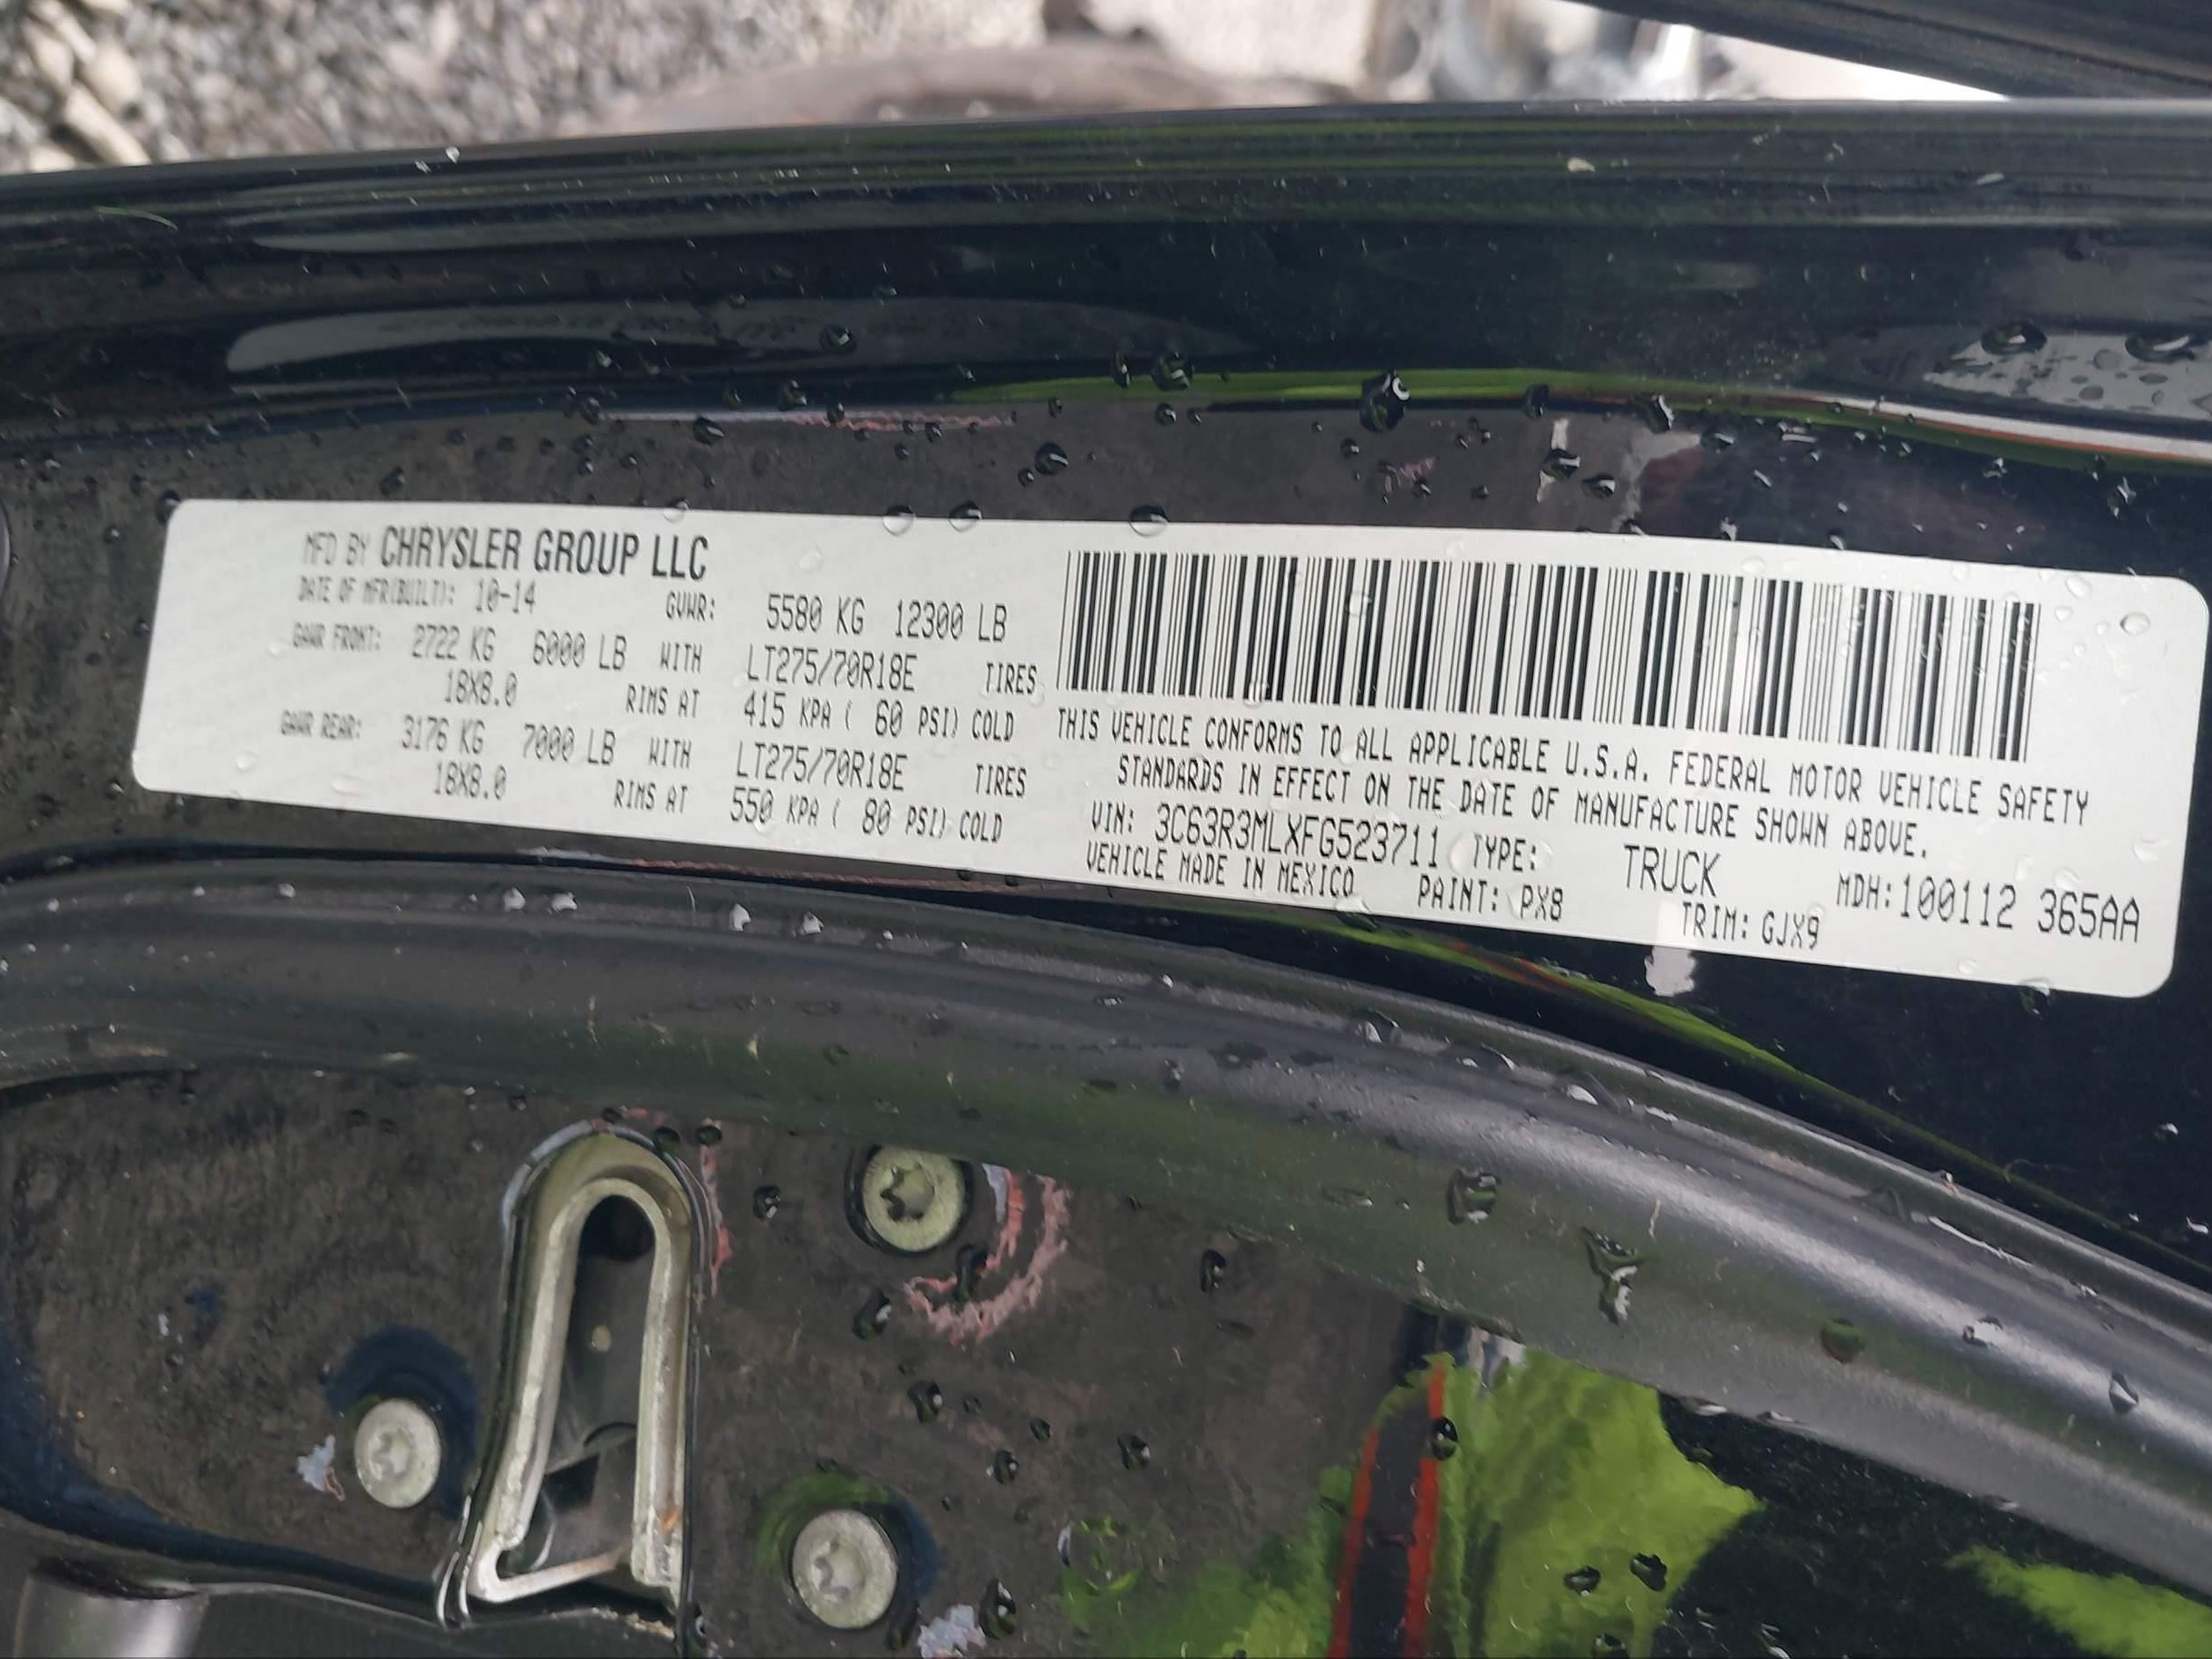 MFD BY CHRYSLER GROUP LLC
DATE OF MFR(BUILT): 10-14 GVWR: 5580 KG 12300 LB
GAWR FRONT: 2722 KG 6000 LB WITH LT275/70R18E TIRES
18X8.0 RIMS AT 415 KPA ( 60 PSI) COLD
GAWR REAR: 3176 KG 7000 LB WITH LT275/70R18E TIRES
18X8.0 RIMS AT 550 KPA ( 80 PSI) COLD
THIS VEHICLE CONFORMS TO ALL APPLICABLE U.S.A. FEDERAL MOTOR VEHICLE SAFETY
STANDARDS IN EFFECT ON THE DATE OF MANUFACTURE SHOWN ABOVE.
VIN: 3C63R3MLXFG523711 TYPE: TRUCK MDH:100112 365AA
VEHICLE MADE IN MEXICO PAINT: PX8 TRIM: GJX9